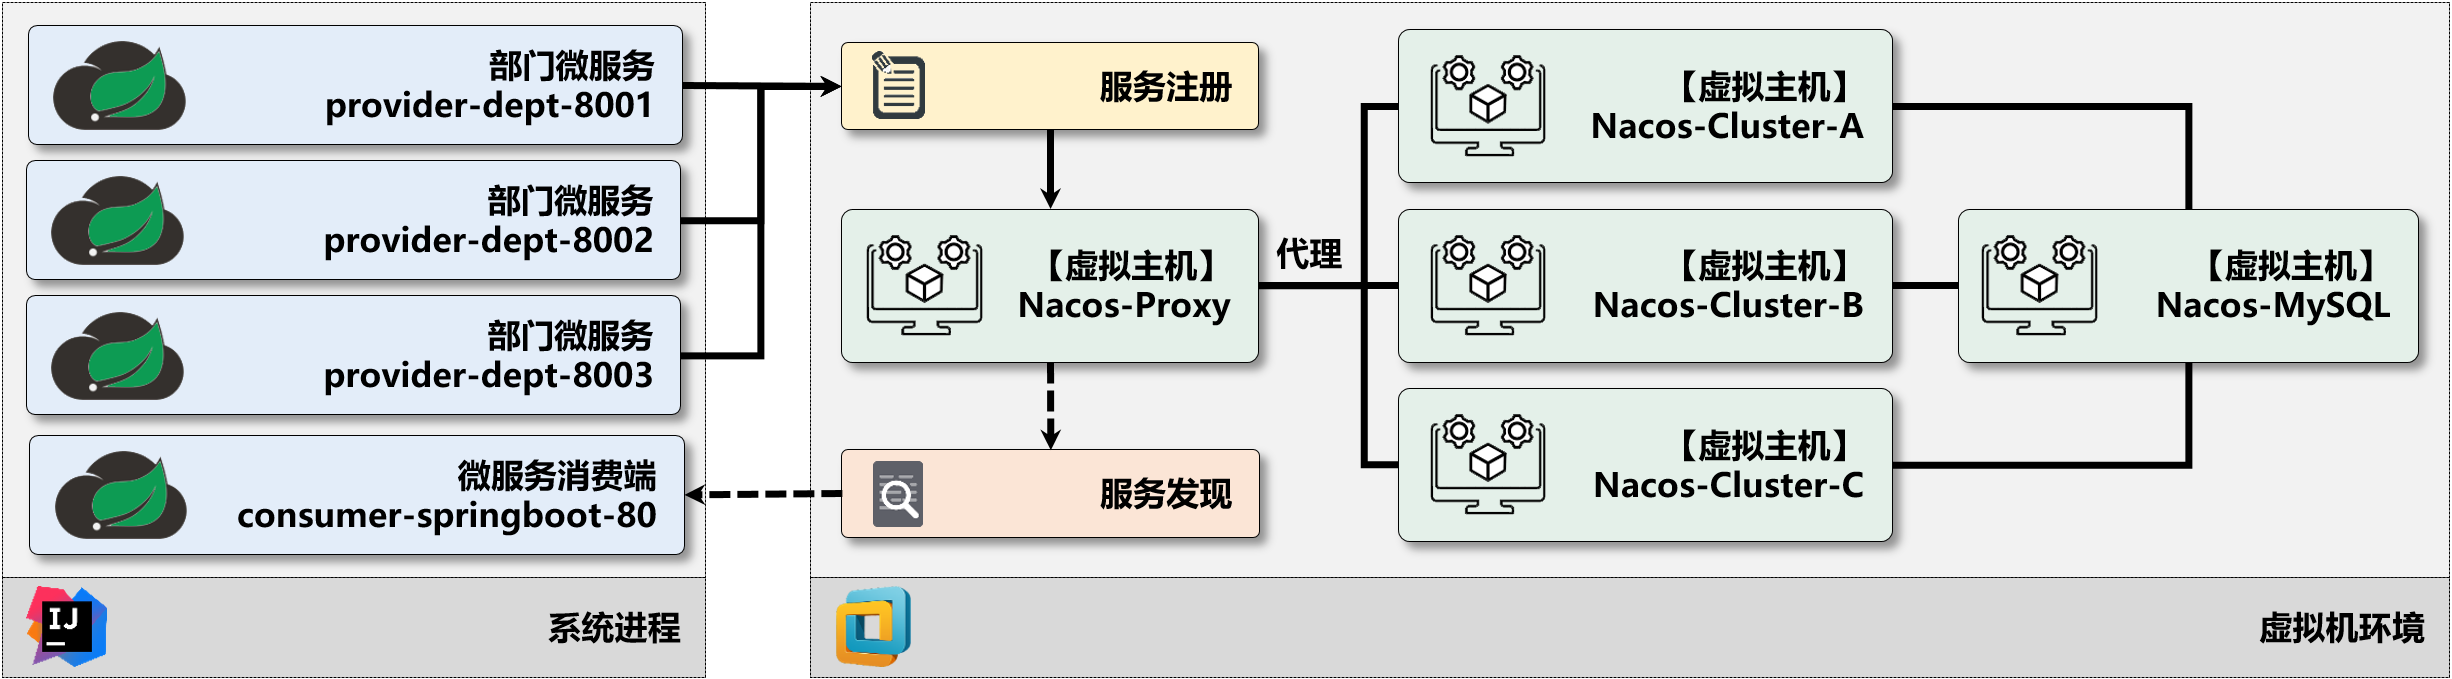 部门微服务
provider-dept-8001
部门微服务
provider-dept-8002
部门微服务
provider-dept-8003
微服务消费端
consumer-springboot-80
IJ
系统进程
服务注册
【虚拟主机】
Nacos-Proxy
代理
服务发现
【虚拟主机】
Nacos-Cluster-A
【虚拟主机】
Nacos-Cluster-B
【虚拟主机】
Nacos-Cluster-C
【虚拟主机】
Nacos-MySQL
虚拟机环境